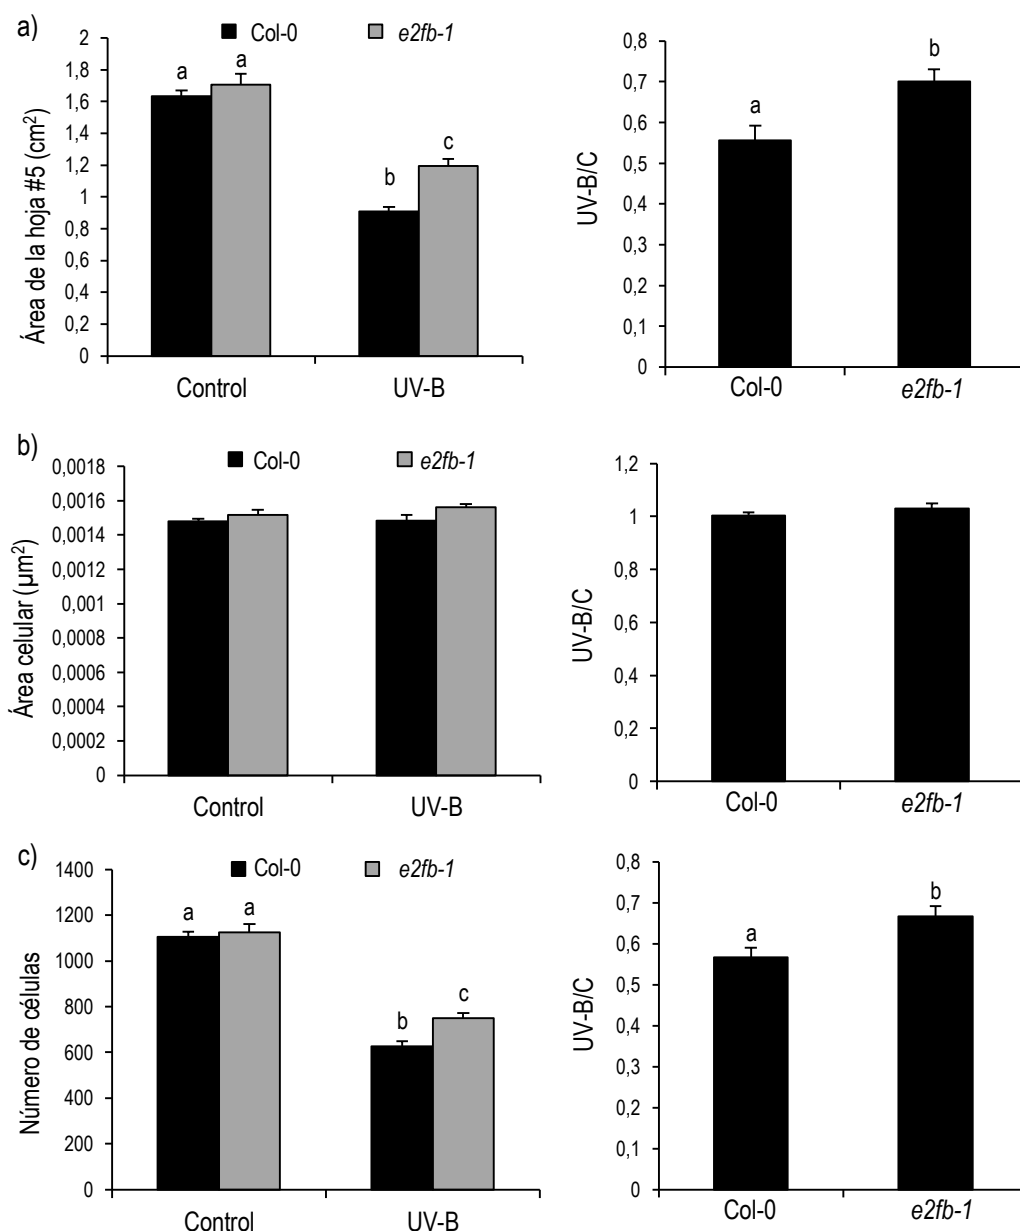 a)
Col-0
e2fb-1
Área de la hoja #5 (cm²)
2
1,8
1,6
1,4
1,2
1
0,8
0,6
0,4
0,2
0
a
a
b
c
Control
UV-B
UV-B/C
0,8
0,7
0,6
0,5
0,4
0,3
0,2
0,1
0
a
b
Col-0
e2fb-1
b)
Col-0
e2fb-1
Área celular (µm²)
0,0018
0,0016
0,0014
0,0012
0,001
0,0008
0,0006
0,0004
0,0002
0
Control
UV-B
UV-B/C
1,2
1
0,8
0,6
0,4
0,2
0
Col-0
e2fb-1
c)
Col-0
e2fb-1
Número de células
1400
1200
1000
800
600
400
200
0
a
a
b
c
Control
UV-B
UV-B/C
0,8
0,7
0,6
0,5
0,4
0,3
0,2
0,1
0
a
b
Col-0
e2fb-1